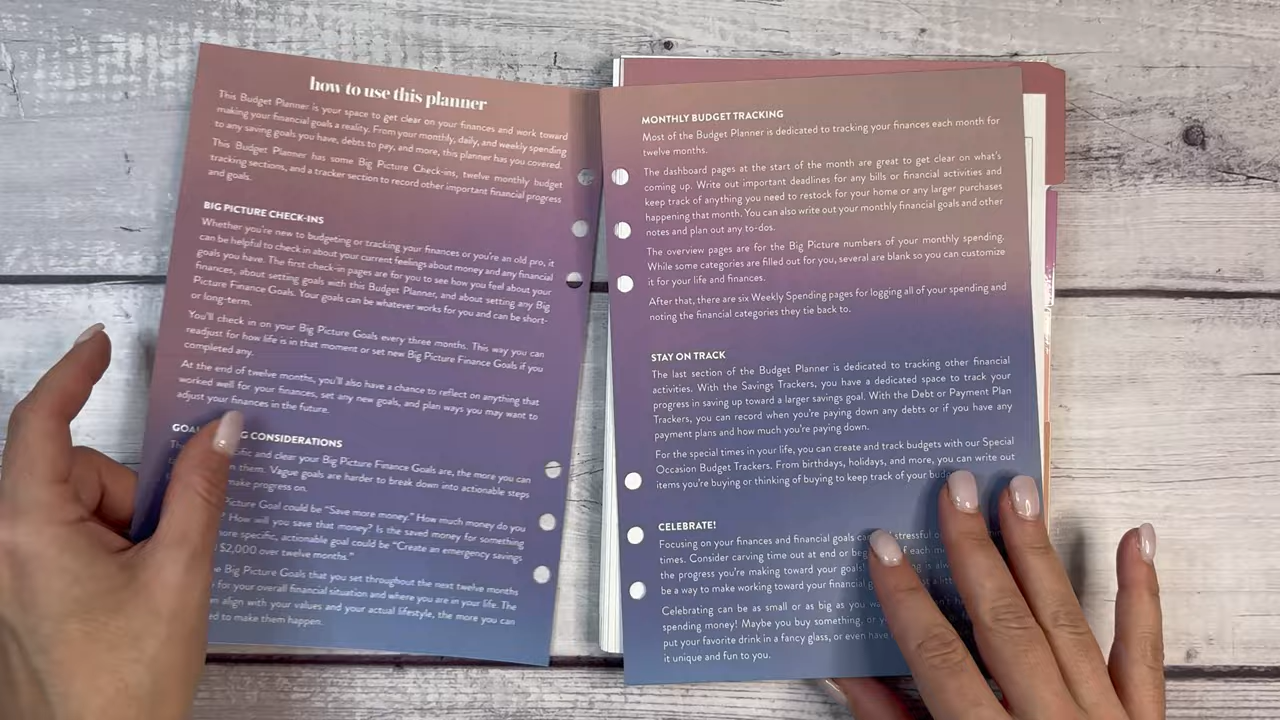 how to use this planner
This Budget Planner is your space to get clear on your finances and work toward
making your financial goals a reality. From your monthly, daily, and weekly spending
to any saving goals you have, debts to pay, and more, this planner has you covered.
This Budget Planner has some Big Picture Check-ins, twelve monthly budget
tracking sections, and a tracker section to record other important financial progress
and goals.
BIG PICTURE CHECK-INS
Whether you're new to budgeting or tracking your finances or you're an old pro, it
can be helpful to check in about your current feelings about money and any financial
goals you have. The first check-in pages are for you to see how you feel about your
finances, about setting goals with this Budget Planner, and about setting any Big
Picture Finance Goals. Your goals can be whatever works for you and can be short-
or long-term.
You'll check in on your Big Picture Goals every three months. This way you can
readjust for how life is in that moment or set new Big Picture Finance Goals if you
completed any.
At the end of twelve months, you'll also have a chance to reflect on anything that
worked well for your finances, set any new goals, and plan ways you may want to
adjust your finances in the future.
CONSIDERATIONS
and clear your Big Picture Finance Goals are, the more you can
them. Vague goals are harder to break down into actionable steps
make progress on.
Picture Goal could be "Save more money." How much money do you
How will you save that money? Is the saved money for something
more specific, actionable goal could be "Create an emergency savings
$2,000 over twelve months."
Big Picture Goals that you set throughout the next twelve months
for your overall financial situation and where you are in your life. The
align with your values and your actual lifestyle, the more you can
to make them happen.
MONTHLY BUDGET TRACKING
Most of the Budget Planner is dedicated to tracking your finances each month for
twelve months.
The dashboard pages at the start of the month are great to get clear on what's
coming up. Write out important deadlines for any bills or financial activities and
keep track of anything you need to restock for your home or any larger purchases
happening that month. You can also write out your monthly financial goals and other
notes and plan out any to-dos.
The overview pages are for the Big Picture numbers of your monthly spending.
While some categories are filled out for you, several are blank so you can customize
it for your life and finances.
After that, there are six Weekly Spending pages for logging all of your spending and
noting the financial categories they tie back to.
STAY ON TRACK
The last section of the Budget Planner is dedicated to tracking other financial
activities. With the Savings Trackers, you have a dedicated space to track your
progress in saving up toward a larger savings goal. With the Debt or Payment Plan
Trackers, you can record when you're paying down any debts or if you have any
payment plans and how much you're paying down.
For the special times in your life, you can create and track budgets with our Special
Occasion Budget Trackers. From birthdays, holidays, and more, you can write out
items you're buying or thinking of buying to keep track of your
CELEBRATE!
Focusing on your finances and financial goals stressful
times. Consider carving time out at end or of each
the progress you're making toward your goals!
be a way to make working toward your financial
Celebrating can be as small or as big as you
spending money! Maybe you buy something, or
put your favorite drink in a fancy glass, or even have
it unique and fun to you.